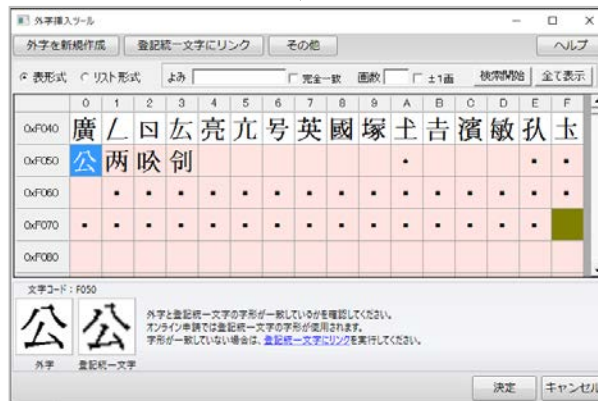 外字挿入ツール
外字を新規作成 登記統一文字にリンク その他 ヘルプ
表形式 リスト形式 よみ 完全一致 画数 ±1画 検索開始 全て表示
0 1 2 3 4 5 6 7 8 9 A B C D E F
0xF040 廣 𠃋 囗 厷 亮 亢 号 英 國 塚 𡈽 𠮷 濱 敏 㧈 圡
0xF050 公 两 㕮 刽
0xF060
0xF070
0xF080
文字コード : F050
公 公
外字と登記統一文字の字形が一致しているかを確認してください。
オンライン申請では登記統一文字の字形が使用されます。
字形が一致していない場合は、登記統一文字にリンクを実行してください。
外字 登記統一文字
決定 キャンセル